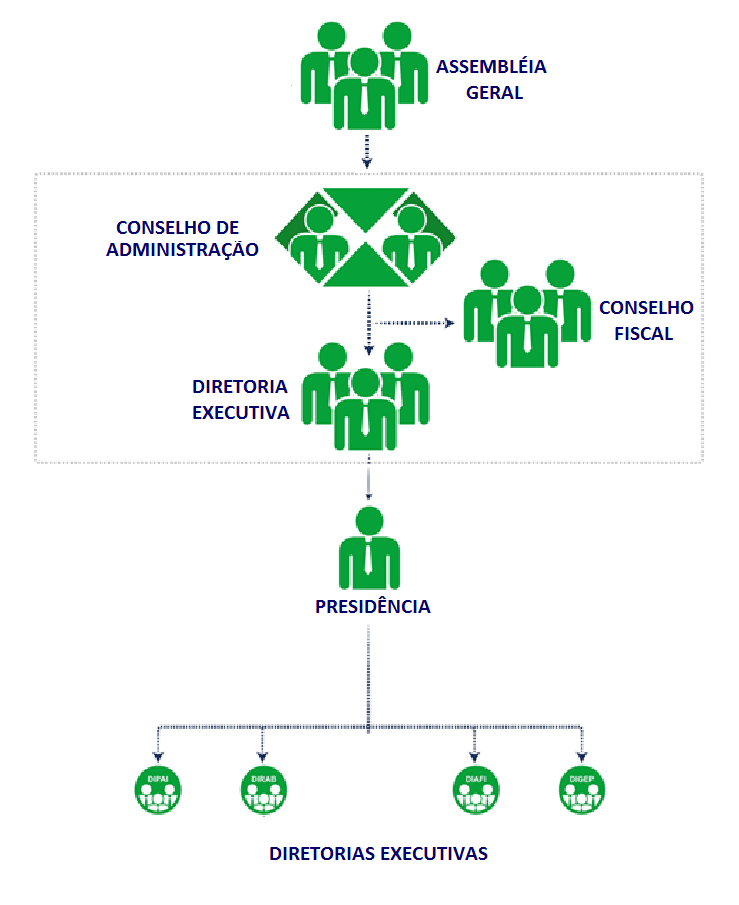 ASSEMBLÉIA
GERAL
CONSELHO DE
ADMINISTRAÇÃO
CONSELHO
FISCAL
DIRETORIA
EXECUTIVA
PRESIDÊNCIA
DIPAI
DIRAB
DIAFI
DIGEP
DIRETORIAS EXECUTIVAS